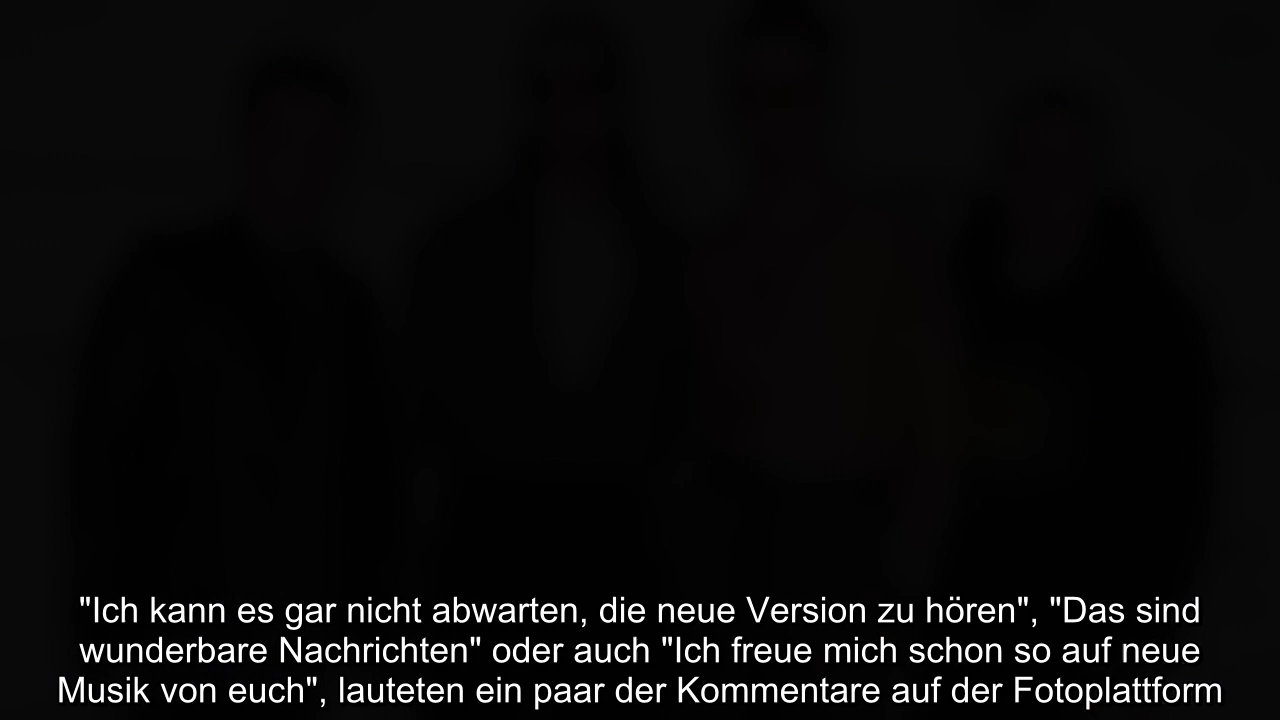 "Ich kann es gar nicht abwarten, die neue Version zu hören", "Das sind
wunderbare Nachrichten" oder auch "Ich freue mich schon so auf neue
Musik von euch", lauteten ein paar der Kommentare auf der Fotoplattform